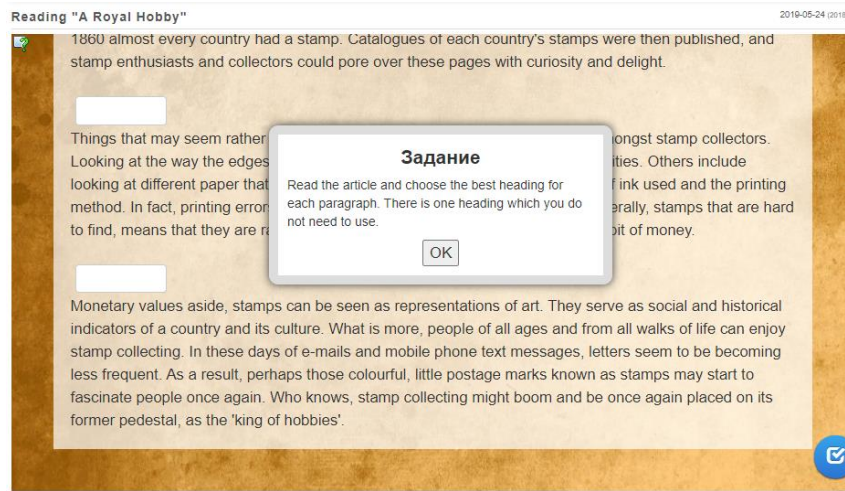 Reading "A Royal Hobby"
2019-05-24
1860 almost every country had a stamp. Catalogues of each country's stamps were then published, and
stamp enthusiasts and collectors could pore over these pages with curiosity and delight.
Things that may seem rather
ongst stamp collectors.
Looking at the way the edges
ities. Others include
looking at different paper that
f ink used and the printing
method. In fact, printing error
erally, stamps that are hard
to find, means that they are ra
bit of money.
Задание
Read the article and choose the best heading for
each paragraph. There is one heading which you do
not need to use.
OK
Monetary values aside, stamps can be seen as representations of art. They serve as social and historical
indicators of a country and its culture. What is more, people of all ages and from all walks of life can enjoy
stamp collecting. In these days of e-mails and mobile phone text messages, letters seem to be becoming
less frequent. As a result, perhaps those colourful, little postage marks known as stamps may start to
fascinate people once again. Who knows, stamp collecting might boom and be once again placed on its
former pedestal, as the 'king of hobbies'.